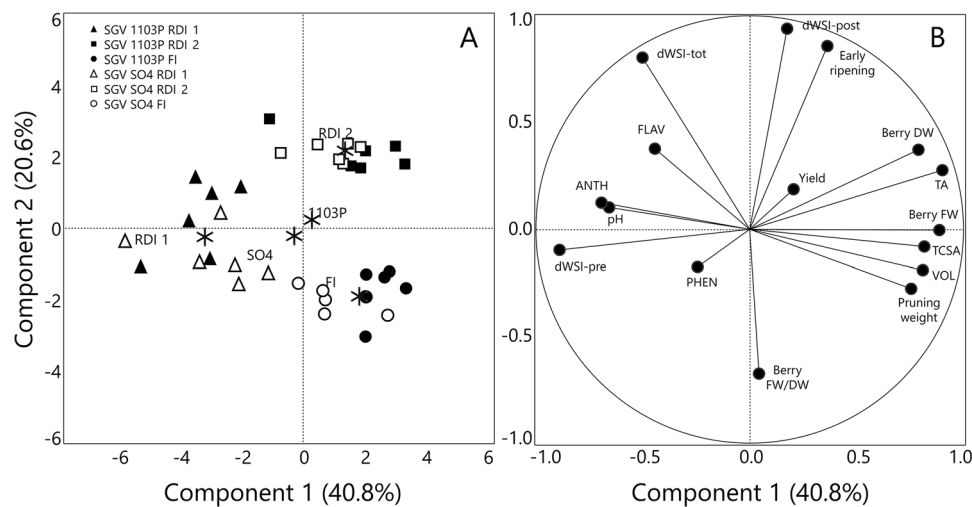 A
SGV 1103P RDI 1
SGV 1103P RDI 2
SGV 1103P FI
SGV SO4 RDI 1
SGV SO4 RDI 2
SGV SO4 FI
Component 2 (20.6%)
6
4
2
0
-2
-4
-6
RDI 2
1103P
RDI 1
SO4
FI
-6
-4
-2
0
2
4
6
Component 1 (40.8%)
B
1.0
0.5
0.0
-0.5
-1.0
dWSI-post
dWSI-tot
Early
ripening
FLAV
Berry DW
TA
Yield
ANTH
pH
Berry FW
TCSA
dWSI-pre
VOL
PHEN
Pruning
weight
Berry
FW/DW
-1.0
-0.5
0.0
0.5
1.0
Component 1 (40.8%)